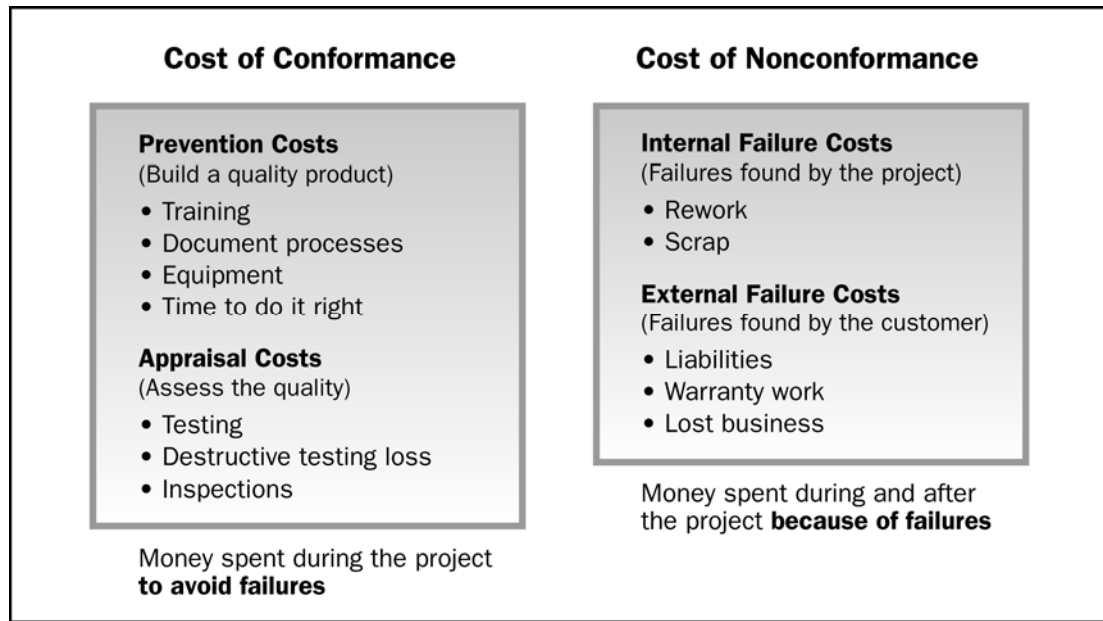 Cost of Conformance
Prevention Costs
(Build a quality product)
• Training
• Document processes
• Equipment
• Time to do it right
Appraisal Costs
(Assess the quality)
• Testing
• Destructive testing loss
• Inspections
Money spent during the project
to avoid failures
Cost of Nonconformance
Internal Failure Costs
(Failures found by the project)
• Rework
• Scrap
External Failure Costs
(Failures found by the customer)
• Liabilities
• Warranty work
• Lost business
Money spent during and after
the project because of failures